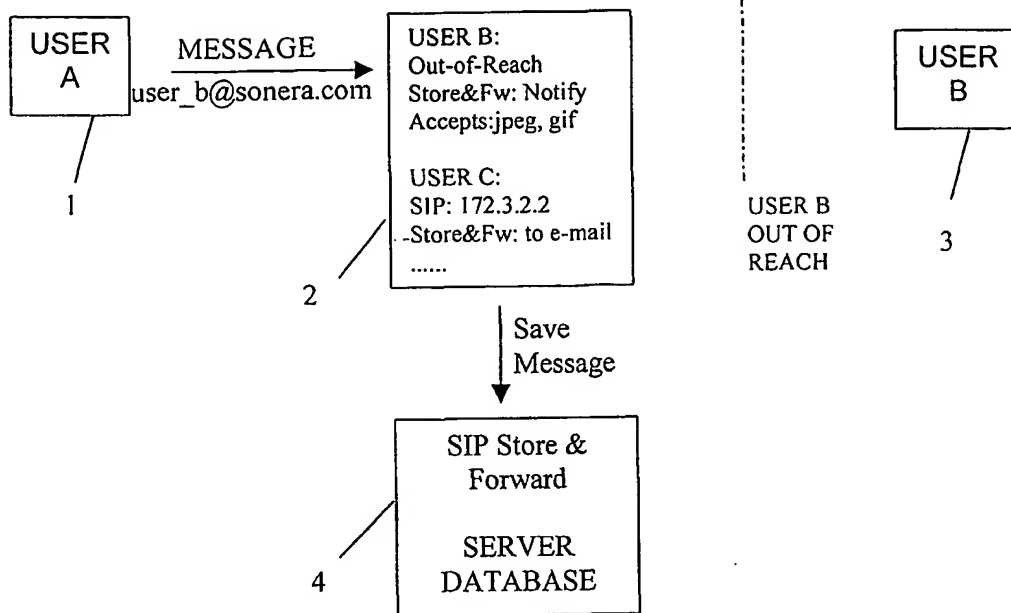 USER
A
MESSAGE
user_b@sonera.com
USER B:
Out-of-Reach
Store&Fw: Notify
Accepts:jpeg, gif
USER C:
SIP: 172.3.2.2
Store&Fw: to e-mail
......
USER
B
1
2
USER B
OUT OF
REACH
3
Save
Message
SIP Store &
Forward
SERVER
DATABASE
4